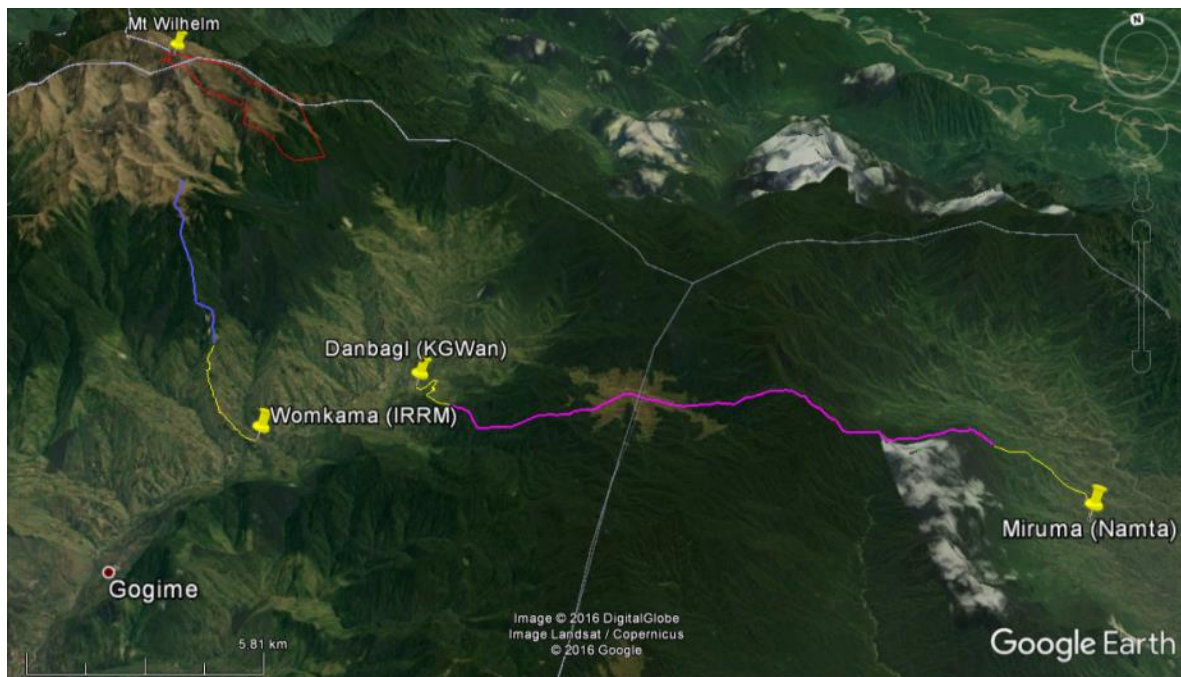 Mt Wilhelm
N
Danbagl (KGWan)
Womkama (IRRM)
Miruma (Namta)
Gogime
5.81 km
Image © 2016 DigitalGlobe
Image Landsat / Copernicus
© 2016 Google
Google Earth